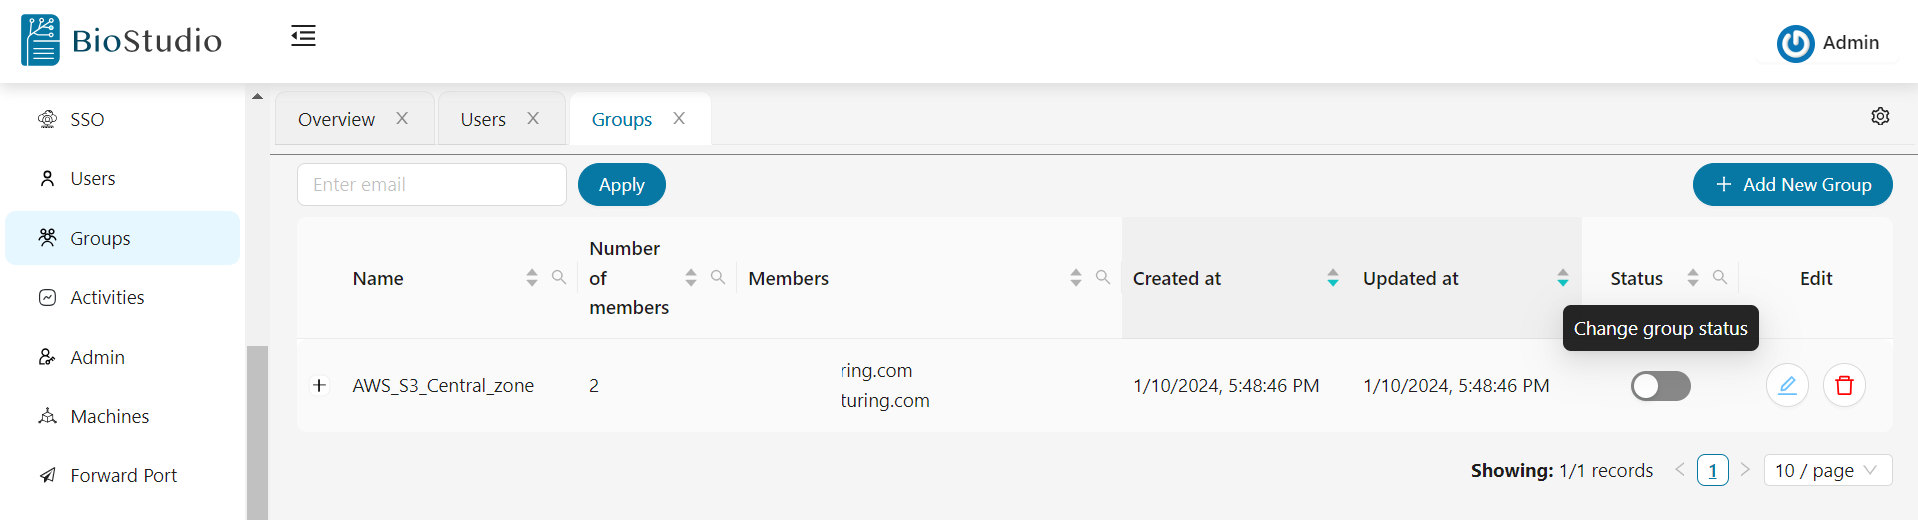 BioStudio
Admin
SSO
Users
Groups
Activities
Admin
Machines
Forward Port
Overview X
Users X
Groups X
Enter email
Apply
+ Add New Group
Name
Number
of
members
Members
Created at
Updated at
Status
Edit
Change group status
AWS_S3_Central_zone
2
ring.com
turing.com
1/10/2024, 5:48:46 PM
1/10/2024, 5:48:46 PM
Showing: 1/1 records < 1 > 10 / page